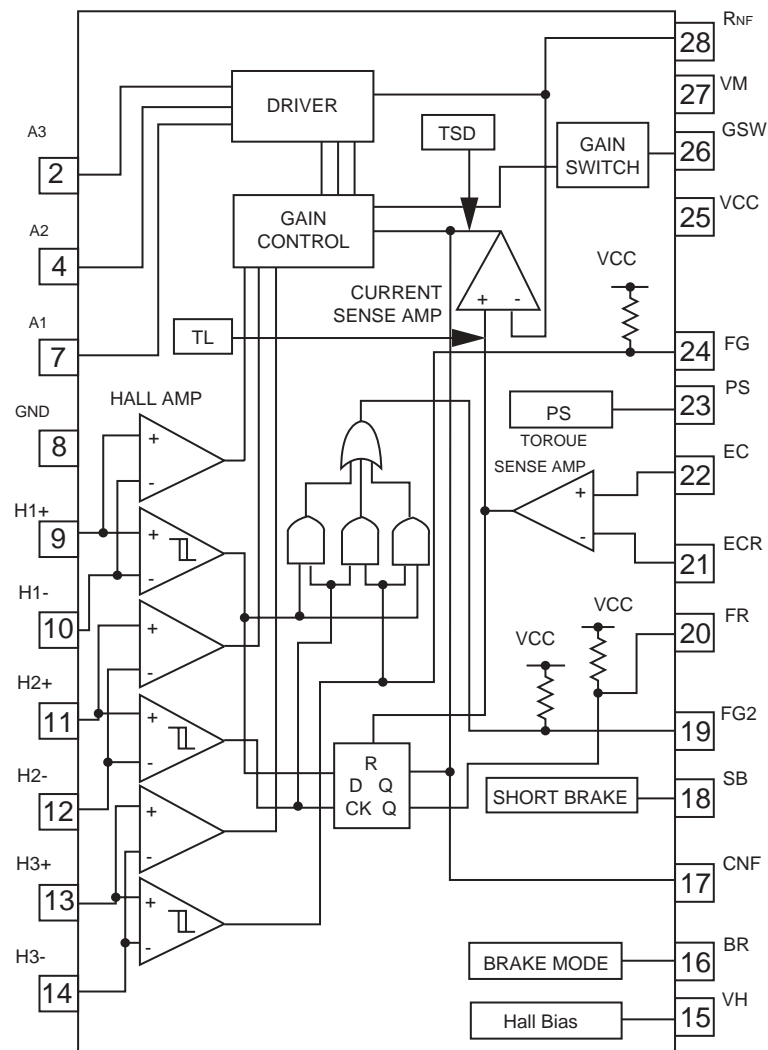 RNF
28
DRIVER
VM
27
TSD
GAIN
SWITCH
GSW
26
A3
2
VCC
25
GAIN
CONTROL
A2
4
VCC
CURRENT
SENSE AMP
+ -
A1
7
TL
FG
24
HALL AMP
PS
23
PS
GND
8
TOROUE
SENSE AMP
+
-
EC
22
+
-
H1+
9
+
-
ECR
21
H1-
10
VCC
FR
20
+
-
VCC
H2+
11
+
-
FG2
19
R
D Q
CK Q
H2-
12
SHORT BRAKE
SB
18
+
-
H3+
13
CNF
17
+
-
H3-
14
BRAKE MODE
BR
16
Hall Bias
VH
15